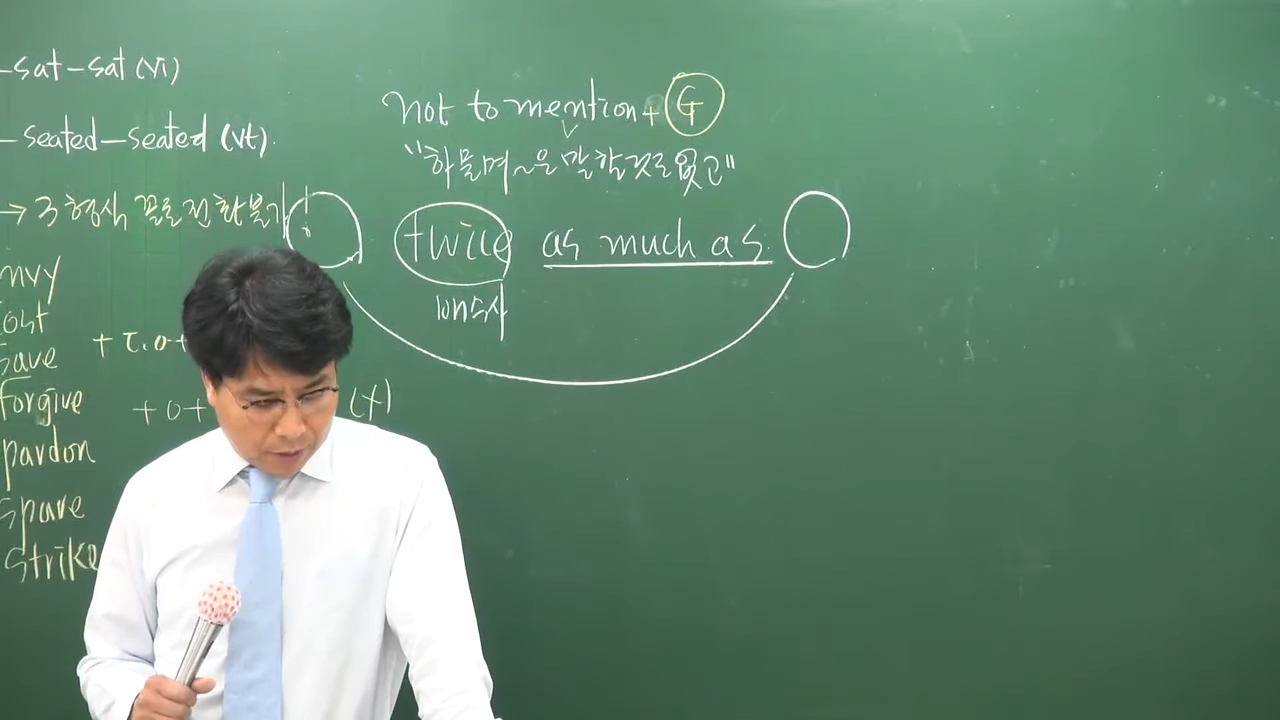 -sat-sat (vi)
-seated-seated (vt).
→ 3형식 꼴로 전환불가!
nvy
ost
save
forgive
pardon
spare
strike
+ I.O+
+ O+ (x)
not to mention + G
"하물며 ~은 말할 것도 없고"
twice as much as
배수사